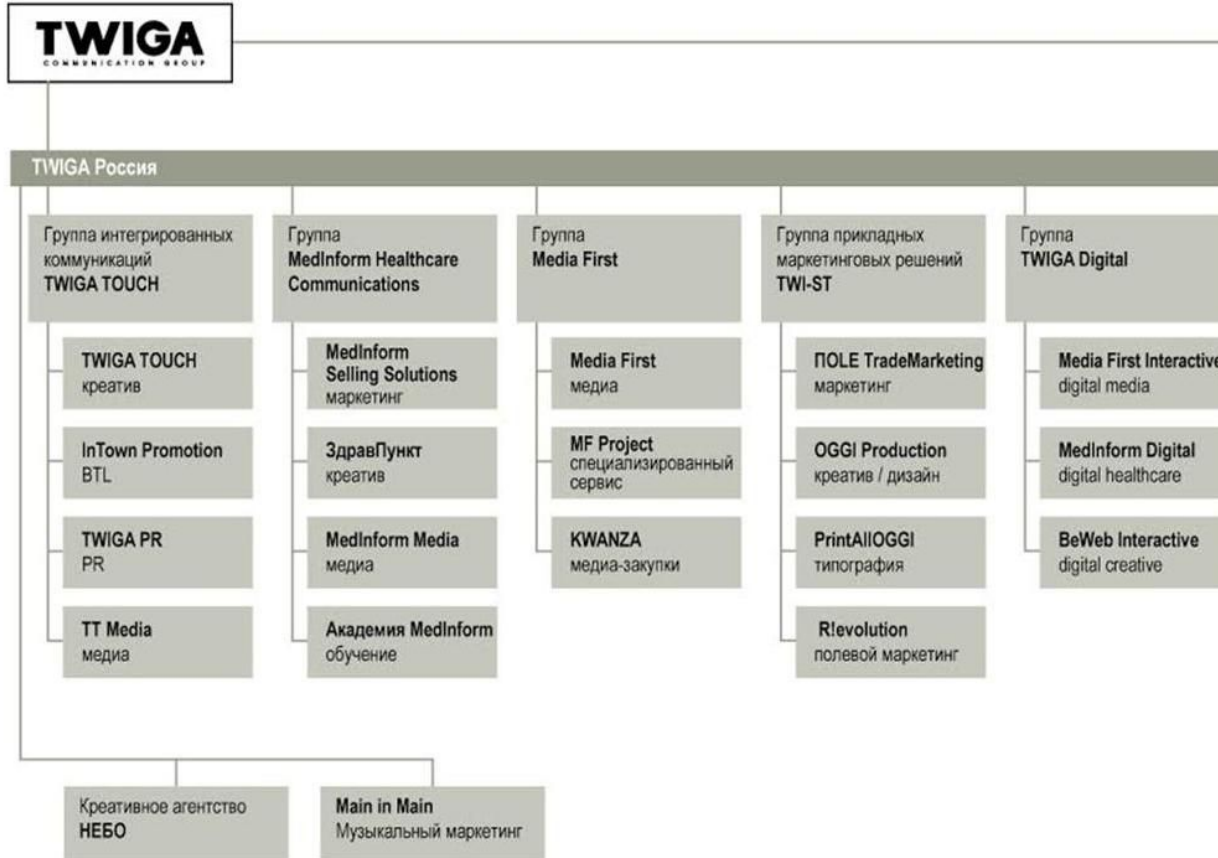 TWIGA
COMMUNICATION GROUP
TWIGA Россия
Группа интегрированных
коммуникаций
TWIGA TOUCH
TWIGA TOUCH
креатив
InTown Promotion
BTL
TWIGA PR
PR
TT Media
медиа
Группа
MedInform Healthcare
Communications
MedInform
Selling Solutions
маркетинг
ЗдравПункт
креатив
MedInform Media
медиа
Академия MedInform
обучение
Группа
Media First
Media First
медиа
MF Project
специализированный
сервис
KWANZA
медиа-закупки
Группа прикладных
маркетинговых решений
TWI-ST
ПОLE TradeMarketing
маркетинг
OGGI Production
креатив / дизайн
PrintAllOGGI
типография
R!evolution
полевой маркетинг
Группа
TWIGA Digital
Media First Interactive
digital media
MedInform Digital
digital healthcare
BeWeb Interactive
digital creative
Креативное агентство
НЕБО
Main in Main
Музыкальный маркетинг